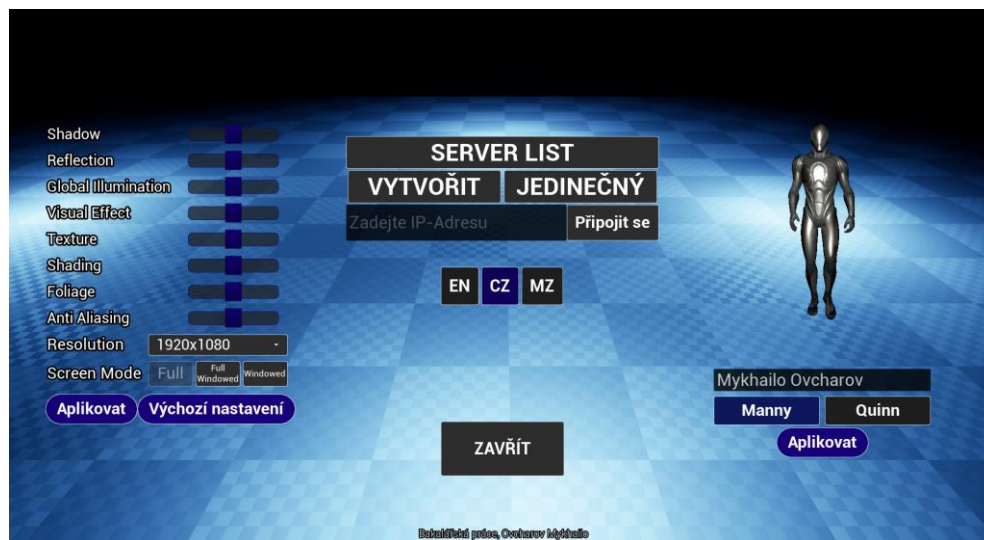 Shadow
Reflection
Global Illumination
Visual Effect
Texture
Shading
Foliage
Anti Aliasing
Resolution 1920x1080
Screen Mode Full Full Windowed Windowed
Aplikovat Výchozí nastavení
SERVER LIST
VYTVOŘIT JEDINEČNÝ
Zadejte IP-Adresu Připojit se
EN CZ MZ
ZAVŘÍT
Mykhailo Ovcharov
Manny Quinn
Aplikovat
Bakalářská práce, Ovcharov Mykhailo